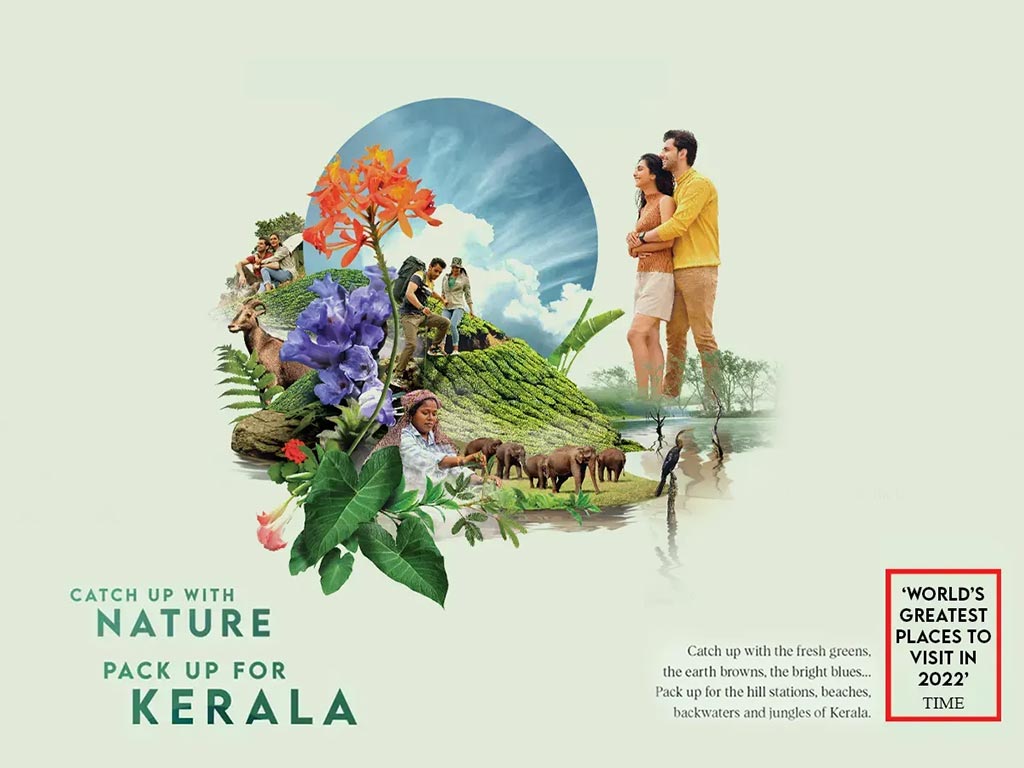 CATCH UP WITH
NATURE
PACK UP FOR
KERALA
Catch up with the fresh greens,
the earth browns, the bright blues...
Pack up for the hill stations, beaches,
backwaters and jungles of Kerala.
‘WORLD’S
GREATEST
PLACES TO
VISIT IN
2022’
TIME